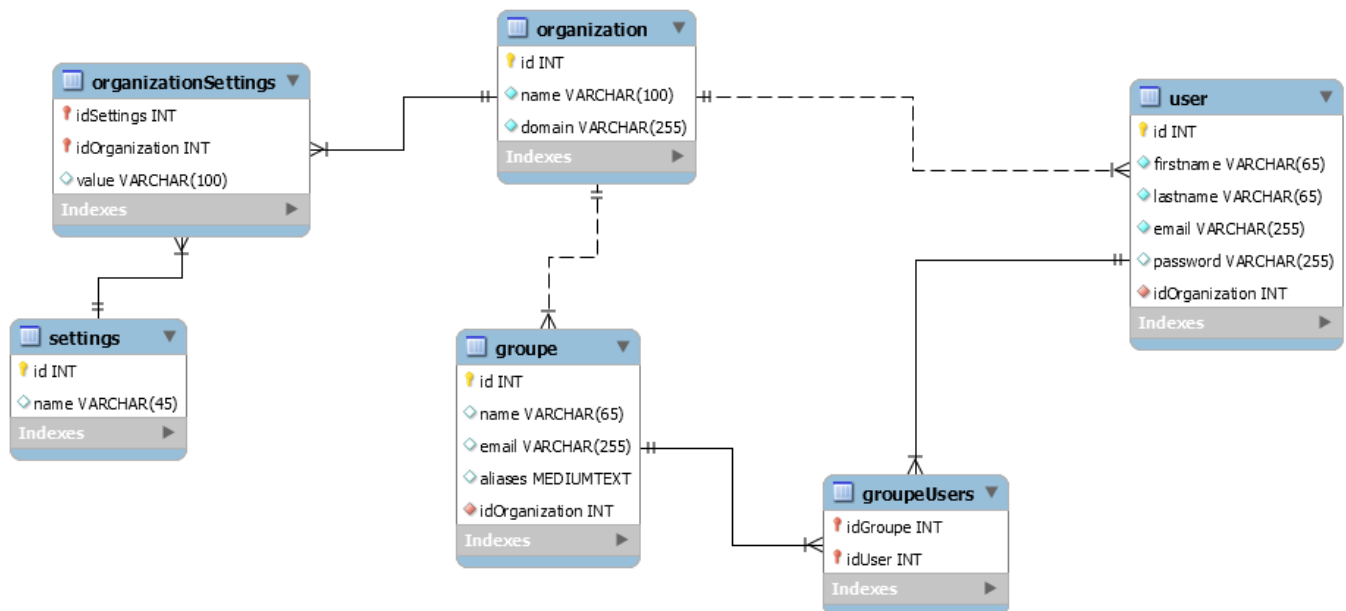 organization
id INT
name VARCHAR(100)
domain VARCHAR(255)
Indexes
organizationSettings
idSettings INT
idOrganization INT
value VARCHAR(100)
Indexes
user
id INT
firstname VARCHAR(65)
lastname VARCHAR(65)
email VARCHAR(255)
password VARCHAR(255)
idOrganization INT
Indexes
settings
id INT
name VARCHAR(45)
Indexes
groupe
id INT
name VARCHAR(65)
email VARCHAR(255)
aliases MEDIUMTEXT
idOrganization INT
Indexes
groupeUsers
idGroupe INT
idUser INT
Indexes